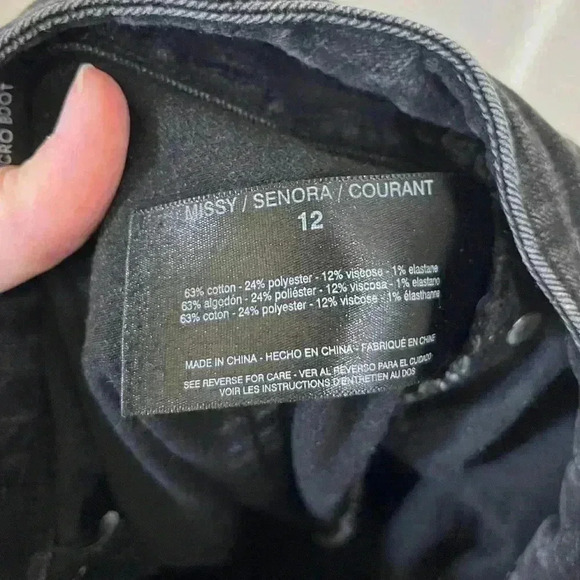 CRO BOOT
MISSY / SENORA / COURANT
12
63% cotton - 24% polyester - 12% viscose - 1% elastane
63% algodón - 24% poliéster - 12% viscosa - 1% elastano
63% coton - 24% polyester - 12% viscose - 1% élasthanne
MADE IN CHINA - HECHO EN CHINA - FABRIQUÉ EN CHINE
SEE REVERSE FOR CARE - VER AL REVERSO PARA EL CUIDADO
VOIR LES INSTRUCTIONS D'ENTRETIEN AU DOS